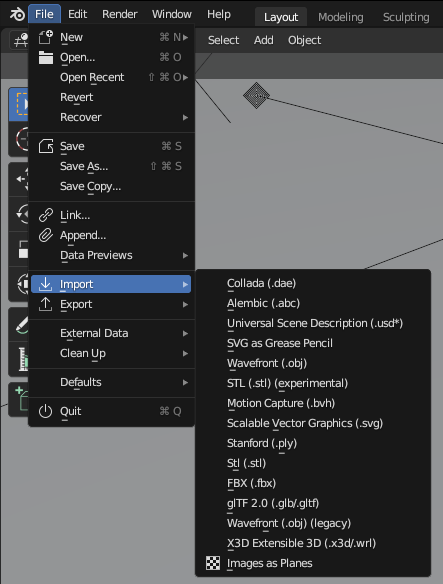 File Edit Render Window Help Layout Modeling Sculpting
Select Add Object
New ⌘ N
Open... ⌘ O
Open Recent ⇧ ⌘ O
Revert
Recover
Save ⌘ S
Save As... ⇧ ⌘ S
Save Copy...
Link...
Append...
Data Previews
Import
Export
External Data
Clean Up
Defaults
Quit ⌘ Q
Collada (.dae)
Alembic (.abc)
Universal Scene Description (.usd*)
SVG as Grease Pencil
Wavefront (.obj)
STL (.stl) (experimental)
Motion Capture (.bvh)
Scalable Vector Graphics (.svg)
Stanford (.ply)
Stl (.stl)
FBX (.fbx)
glTF 2.0 (.glb/.gltf)
Wavefront (.obj) (legacy)
X3D Extensible 3D (.x3d/.wrl)
Images as Planes